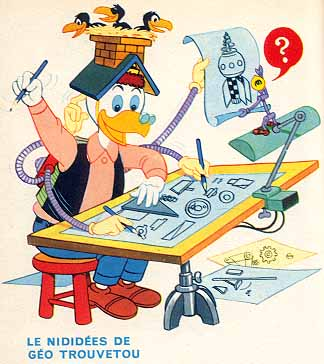 ?
LE NIDIDÉES DE
GÉO TROUVETOU